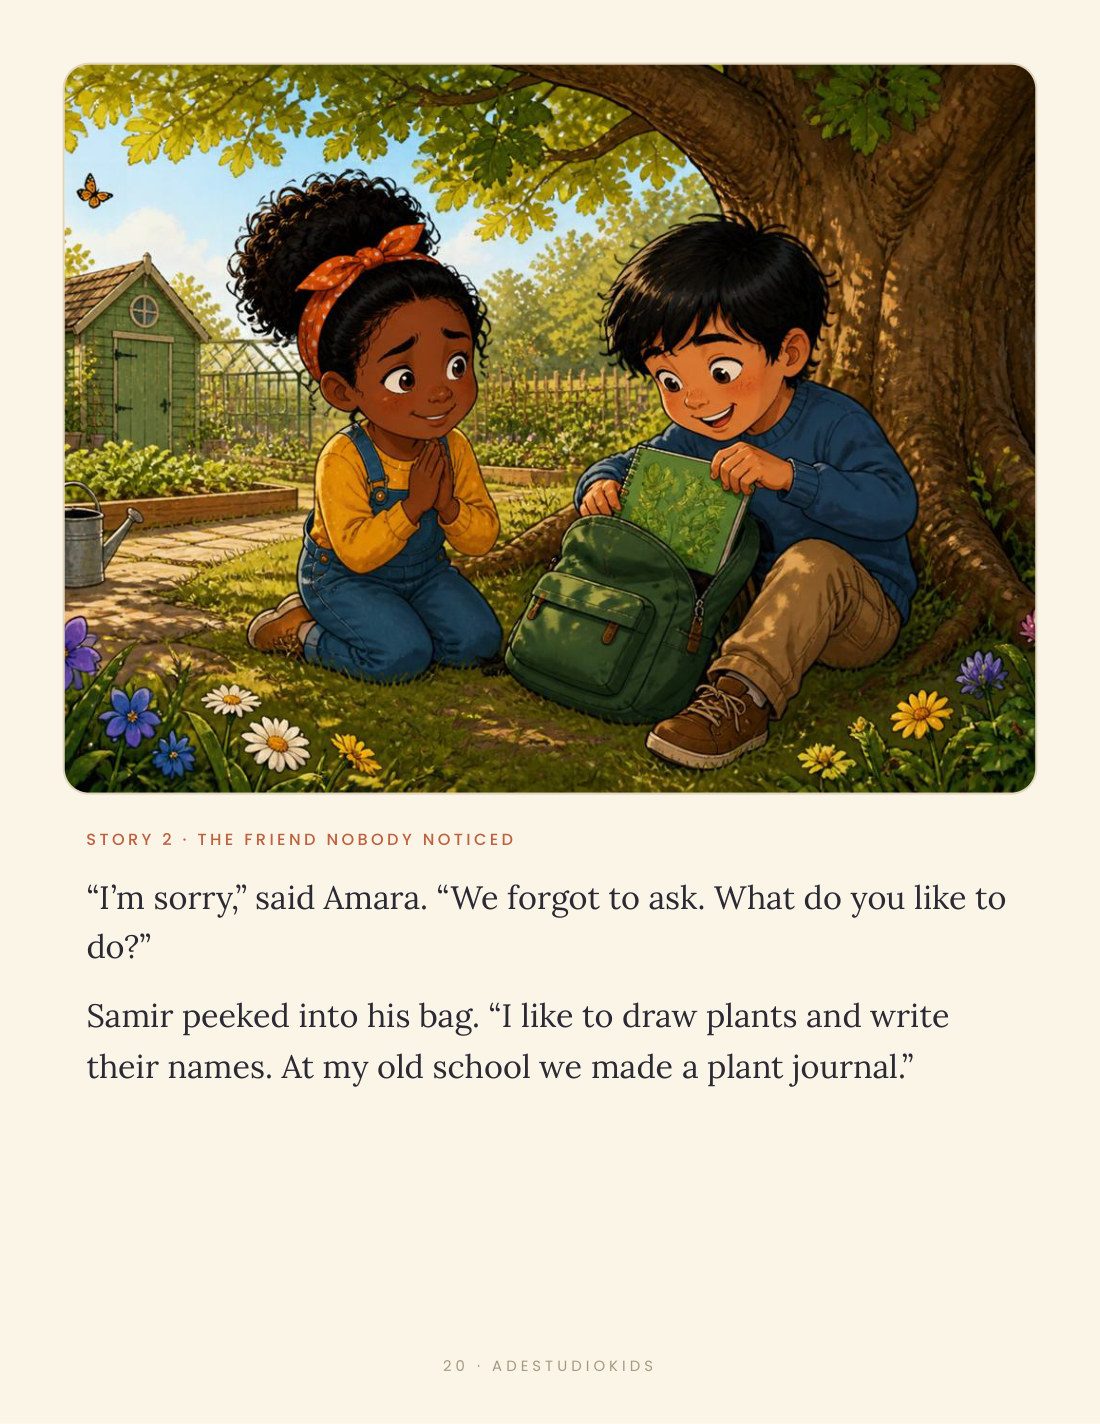 STORY 2 · THE FRIEND NOBODY NOTICED
“I’m sorry,” said Amara. “We forgot to ask. What do you like to
do?”
Samir peeked into his bag. “I like to draw plants and write
their names. At my old school we made a plant journal.”
20 · ADESTUDIOKIDS